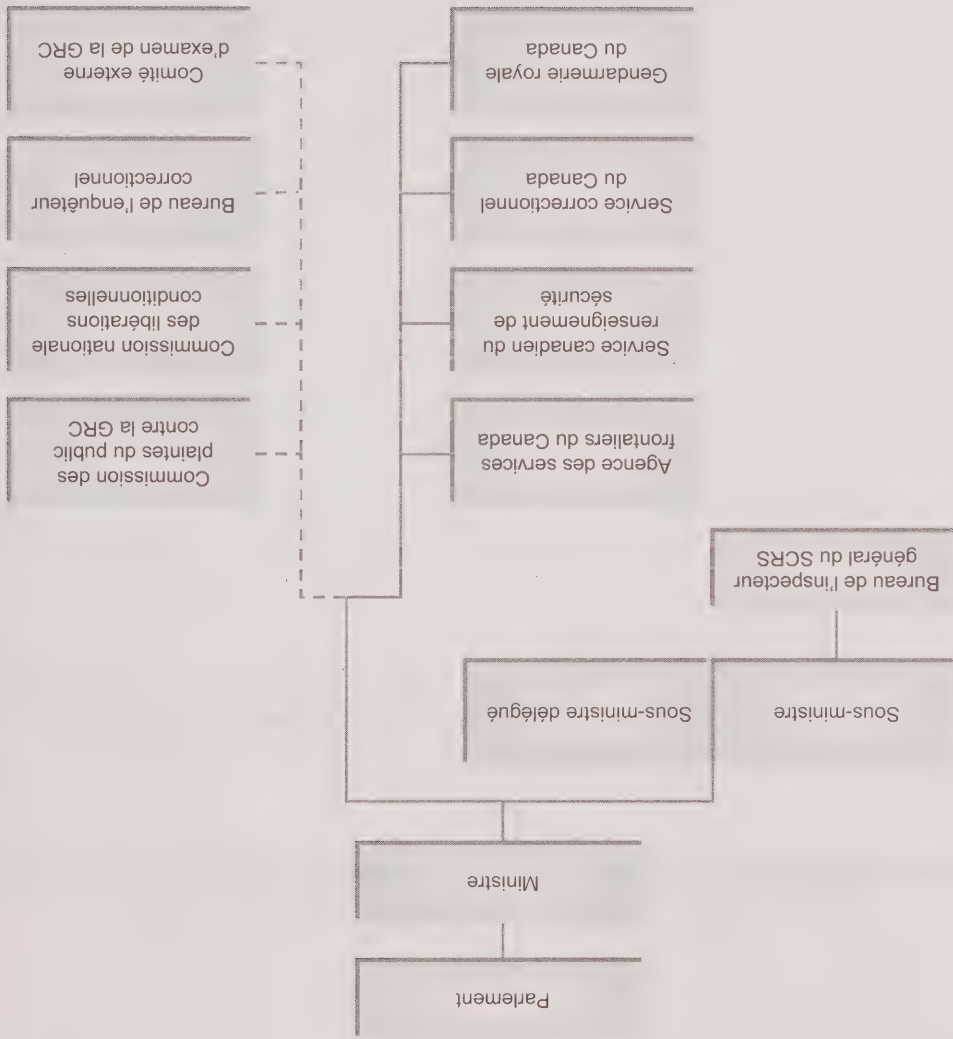 Parlement
Ministre
Sous-ministre
Sous-ministre délégué
Bureau de l'inspecteur
général du SCRS
Agence des services
frontaliers du Canada
Commission des
plaintes du public
contre la GRC
Service canadien du
renseignement de
sécurité
Commission nationale
des libérations
conditionnelles
Service correctionnel
du Canada
Bureau de l'enquêteur
correctionnel
Gendarmerie royale
du Canada
Comité externe
d'examen de la GRC